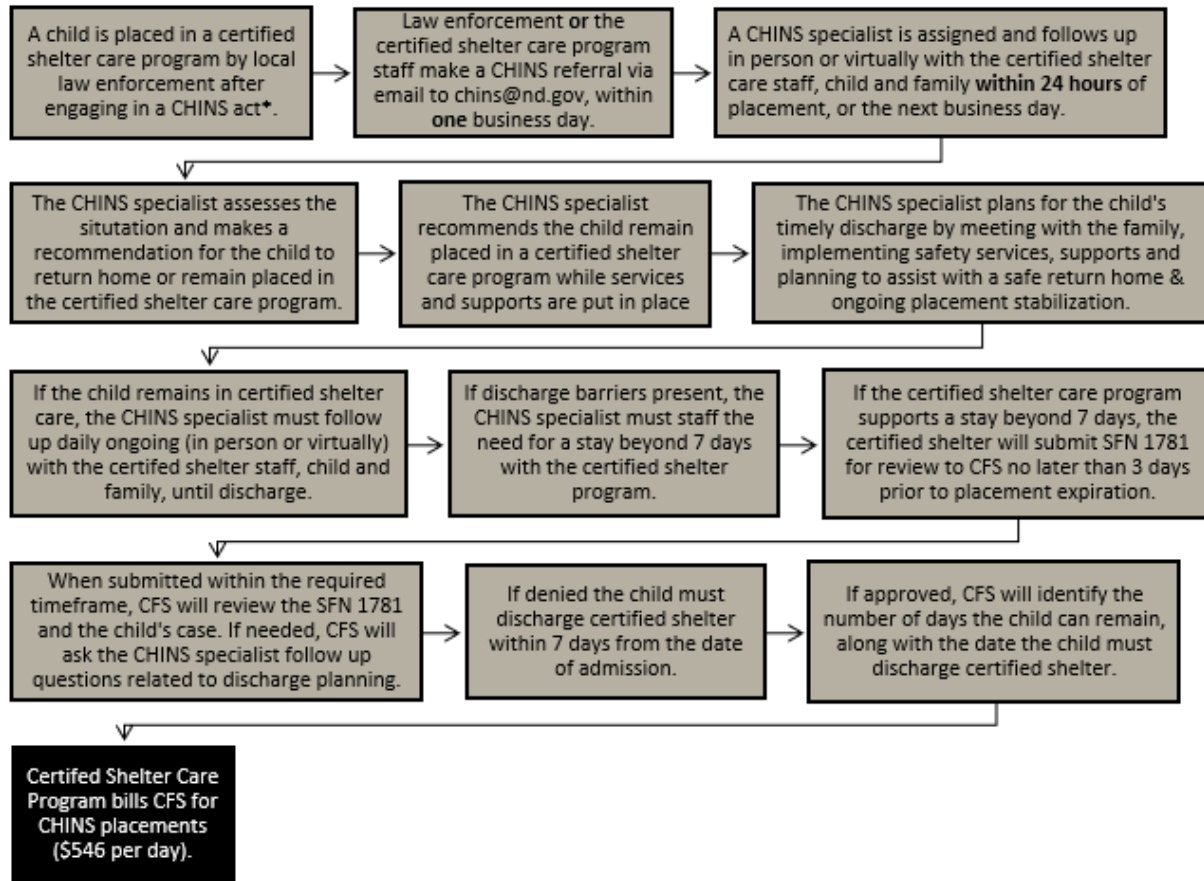 A child is placed in a certified
shelter care program by local
law enforcement after
engaging in a CHINS act*.
Law enforcement or the
certified shelter care program
staff make a CHINS referral via
email to chins@nd.gov, within
one business day.
A CHINS specialist is assigned and follows up
in person or virtually with the certified shelter
care staff, child and family within 24 hours of
placement, or the next business day.
The CHINS specialist assesses the
situtation and makes a
recommendation for the child to
return home or remain placed in
the certified shelter care program.
The CHINS specialist
recommends the child remain
placed in a certified shelter
care program while services
and supports are put in place
The CHINS specialist plans for the child's
timely discharge by meeting with the family,
implementing safety services, supports and
planning to assist with a safe return home &
ongoing placement stabilization.
If the child remains in certified shelter
care, the CHINS specialist must follow
up daily ongoing (in person or virtually)
with the certifed shelter staff, child and
family, until discharge.
If discharge barriers present, the
CHINS specialist must staff the
need for a stay beyond 7 days
with the certified shelter
program.
If the certified shelter care program
supports a stay beyond 7 days, the
certified shelter will submit SFN 1781
for review to CFS no later than 3 days
prior to placement expiration.
When submitted within the required
timeframe, CFS will review the SFN 1781
and the child's case. If needed, CFS will
ask the CHINS specialist follow up
questions related to discharge planning.
If denied the child must
discharge certified shelter
within 7 days from the date
of admission.
If approved, CFS will identify the
number of days the child can remain,
along with the date the child must
discharge certified shelter.
Certifed Shelter Care
Program bills CFS for
CHINS placements
($546 per day).